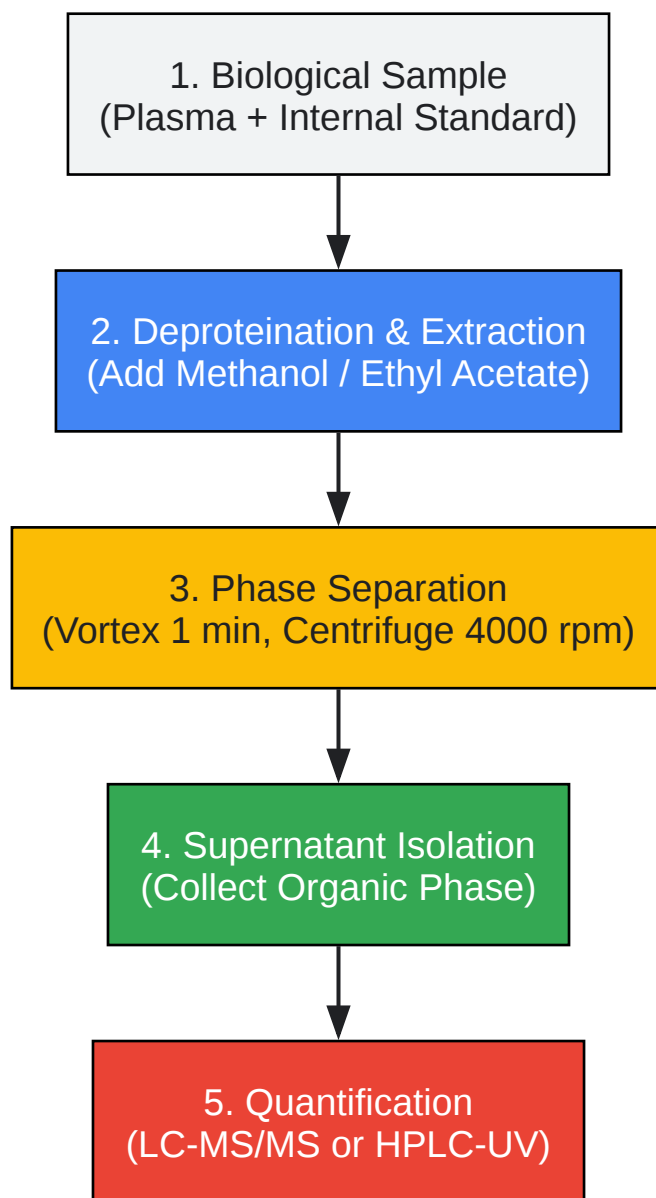 1. Biological Sample
(Plasma + Internal Standard)
2. Deproteination & Extraction
(Add Methanol / Ethyl Acetate)
3. Phase Separation
(Vortex 1 min, Centrifuge 4000 rpm)
4. Supernatant Isolation
(Collect Organic Phase)
5. Quantification
(LC-MS/MS or HPLC-UV)